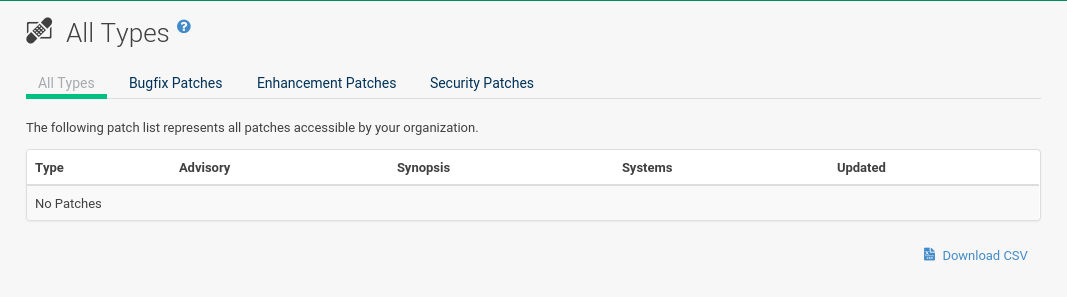 All Types ?
All Types Bugfix Patches Enhancement Patches Security Patches
The following patch list represents all patches accessible by your organization.
Type Advisory Synopsis Systems Updated
No Patches
Download CSV